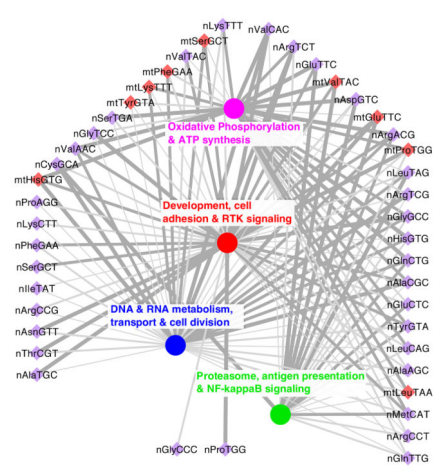 nLysTTT
nValCAC
mtSerGCT
nArgTCT
nValTAC
nGluTTC
mtPheGAA
mtValTAC
mtLysTTT
nAspGTC
mtTyrGTA
mtGluTTC
nSerTGA
nArgACG
Oxidative Phosphorylation
& ATP synthesis
nGlyTCC
mtProTGG
nValAAC
nCysGCA
nLeuTAG
mtHisGTG
nArgTCG
nProAGG
Development, cell
adhesion & RTK signaling
nGlyGCC
nLysCTT
nHisGTG
nPheGAA
nGlnCTG
nSerGCT
nAlaCGC
nIleTAT
nGluCTC
nArgCCG
DNA & RNA metabolism,
transport & cell division
nTyrGTA
nAsnGTT
nLeuCAG
nThrCGT
nAlaAGC
nAlaTGC
Proteasome, antigen presentation
& NF-kappaB signaling
mtLeuTAA
nMetCAT
nArgCCT
nGlyCCC
nProTGG
nGlnTTG